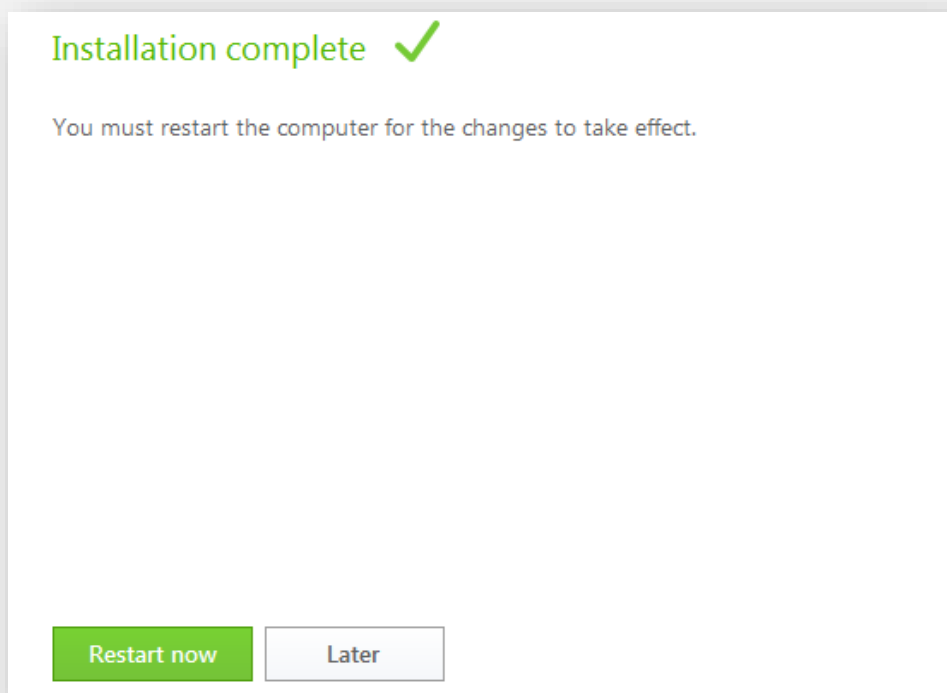 Installation complete
You must restart the computer for the changes to take effect.
Restart now
Later